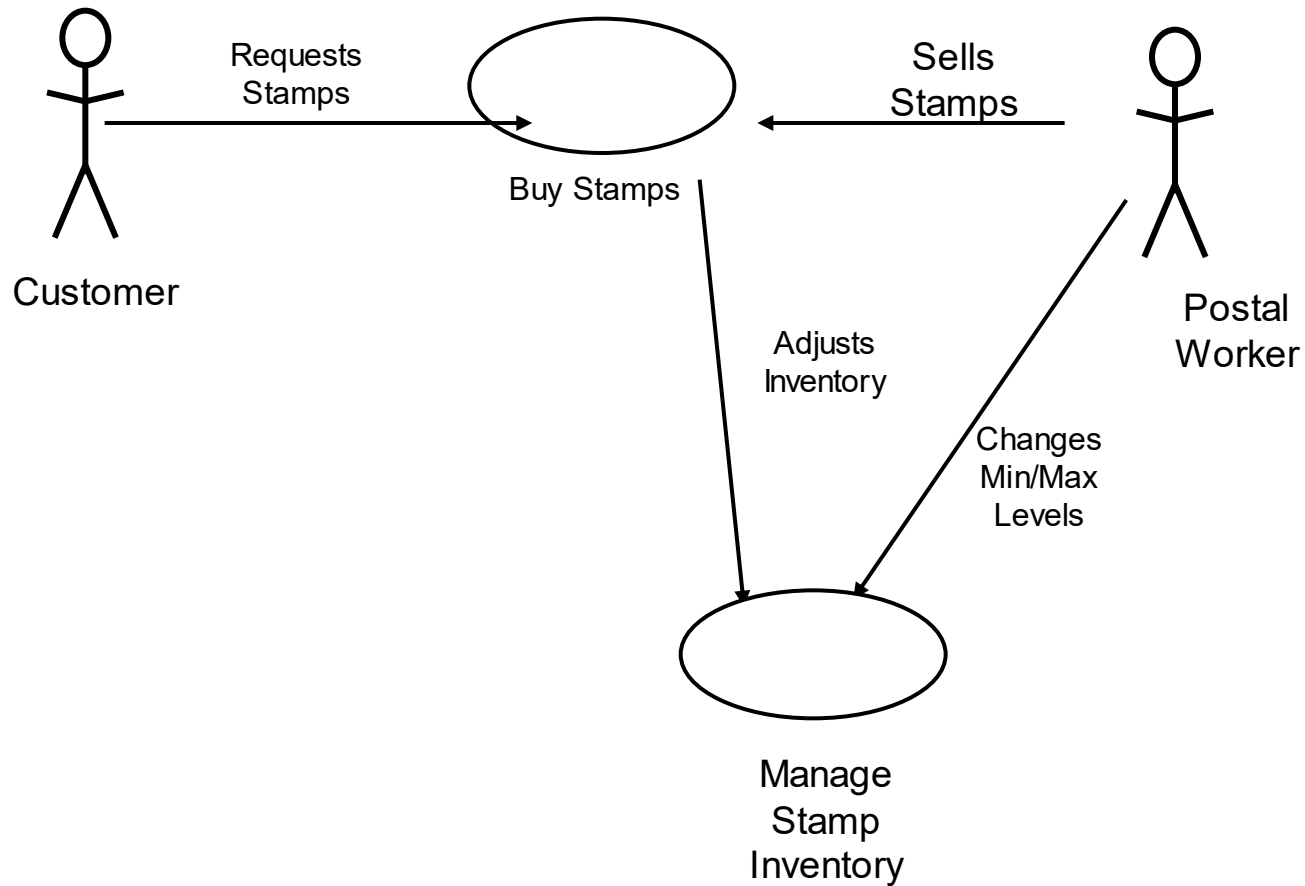 Requests
Stamps
Sells
Stamps
Buy Stamps
Customer
Postal
Worker
Adjusts
Inventory
Changes
Min/Max
Levels
Manage
Stamp
Inventory